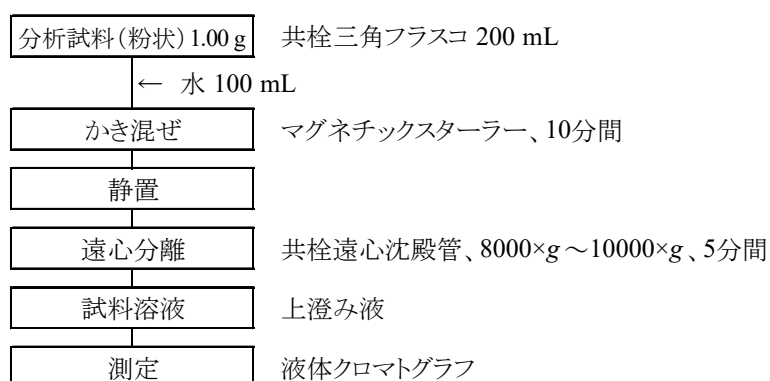 分析試料（粉状）1.00 g 共栓三角フラスコ 200 mL
← 水 100 mL
かき混ぜ マグネチックスターラー、10分間
静置
遠心分離 共栓遠心沈殿管、8000×g～10000×g、5分間
試料溶液 上澄み液
測定 液体クロマトグラフ